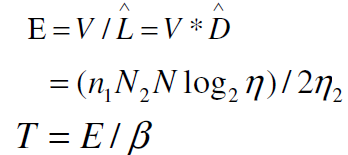 E = V / L̂ = V * D̂
= (n₁N₂N log₂ η) / 2η₂
T = E / β